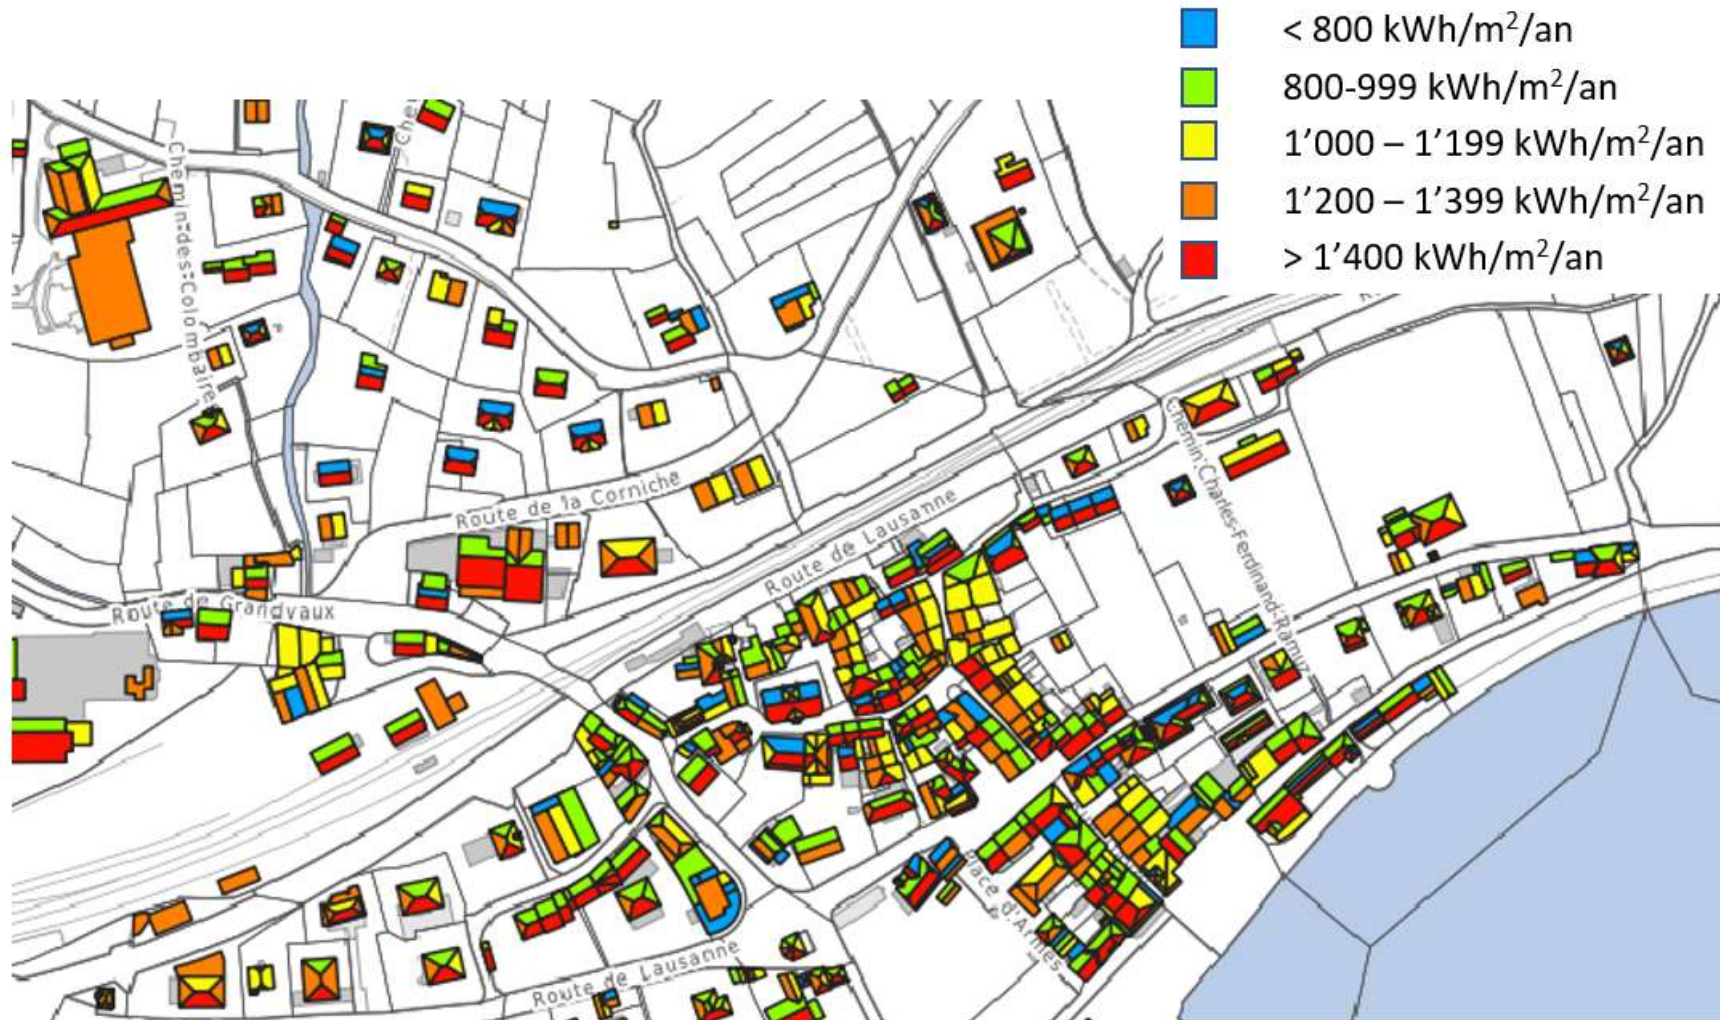 < 800 kWh/m²/an
800-999 kWh/m²/an
1'000 – 1'199 kWh/m²/an
1'200 – 1'399 kWh/m²/an
> 1'400 kWh/m²/an
Che
Chemin des Colombaires
Route de la Corniche
Route de Lausanne
Chemin Charles-Ferdinand-Ramuz
Route de Grandvaux
Place d'Armes
Route de Lausanne